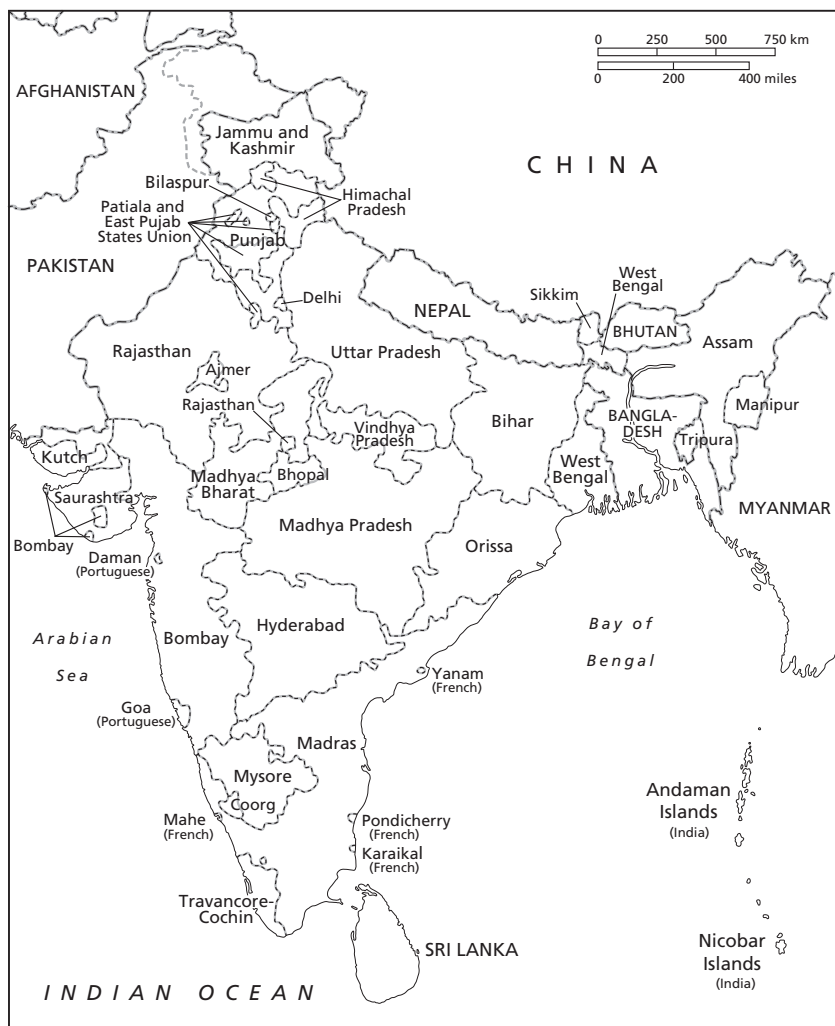 0 250 500 750 km
0 200 400 miles
AFGHANISTAN
Jammu and
Kashmir
CHINA
Bilaspur
Himachal
Pradesh
Patiala and
East Pujab
States Union
Punjab
PAKISTAN
Delhi
NEPAL
Sikkim
West
Bengal
BHUTAN
Assam
Rajasthan
Uttar Pradesh
Ajmer
Rajasthan
Bihar
BANGLA-
DESH
Manipur
Tripura
Vindhya
Pradesh
Kutch
Madhya
Bharat
Bhopal
West
Bengal
Saurashtra
Madhya Pradesh
MYANMAR
Orissa
Bombay
Daman
(Portuguese)
Hyderabad
Bombay
Arabian
Sea
Bay of
Bengal
Yanam
(French)
Goa
(Portuguese)
Madras
Mysore
Coorg
Andaman
Islands
(India)
Mahe
(French)
Pondicherry
(French)
Karaikal
(French)
Travancore-
Cochin
SRI LANKA
Nicobar
Islands
(India)
INDIAN OCEAN